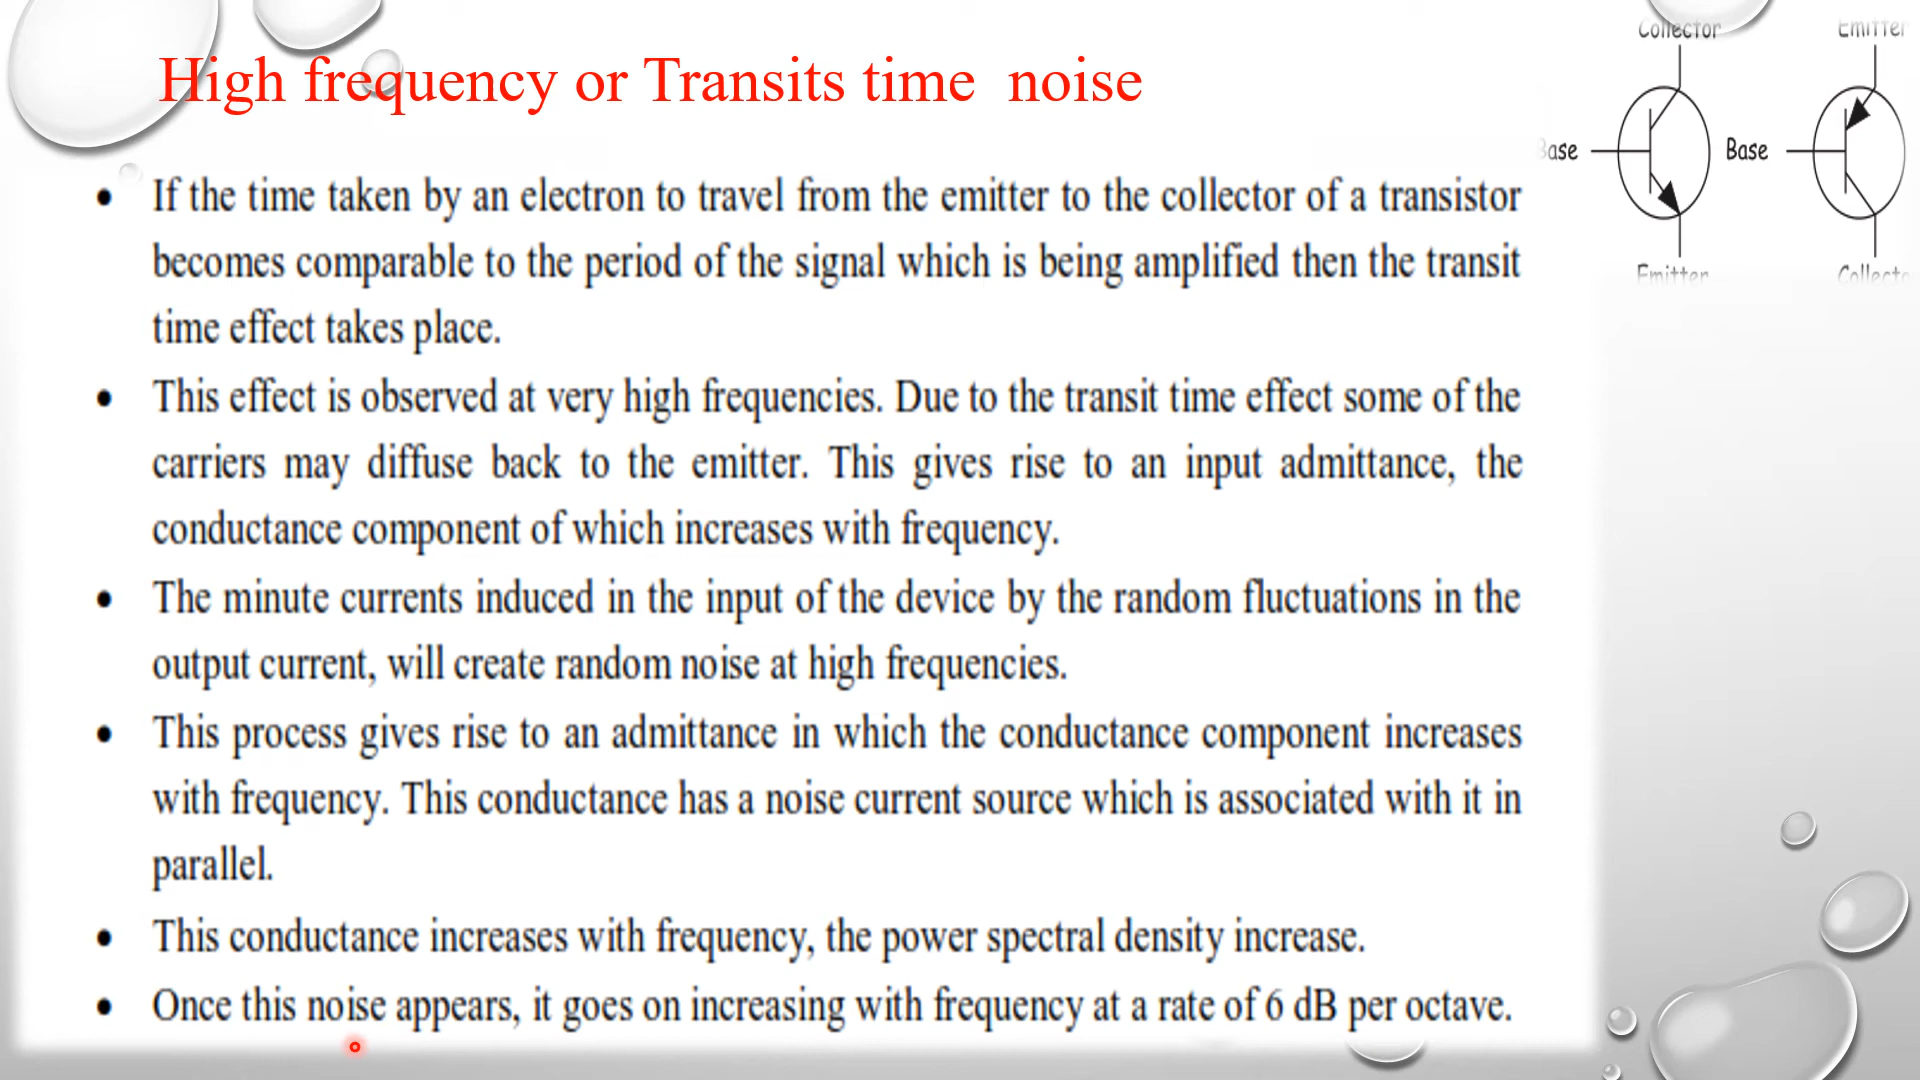 High frequency or Transits time noise
• If the time taken by an electron to travel from the emitter to the collector of a transistor
becomes comparable to the period of the signal which is being amplified then the transit
time effect takes place.
• This effect is observed at very high frequencies. Due to the transit time effect some of the
carriers may diffuse back to the emitter. This gives rise to an input admittance, the
conductance component of which increases with frequency.
• The minute currents induced in the input of the device by the random fluctuations in the
output current, will create random noise at high frequencies.
• This process gives rise to an admittance in which the conductance component increases
with frequency. This conductance has a noise current source which is associated with it in
parallel.
• This conductance increases with frequency, the power spectral density increase.
• Once this noise appears, it goes on increasing with frequency at a rate of 6 dB per octave.
Collector
Base
Emitter
Emitter
Base
Collecto